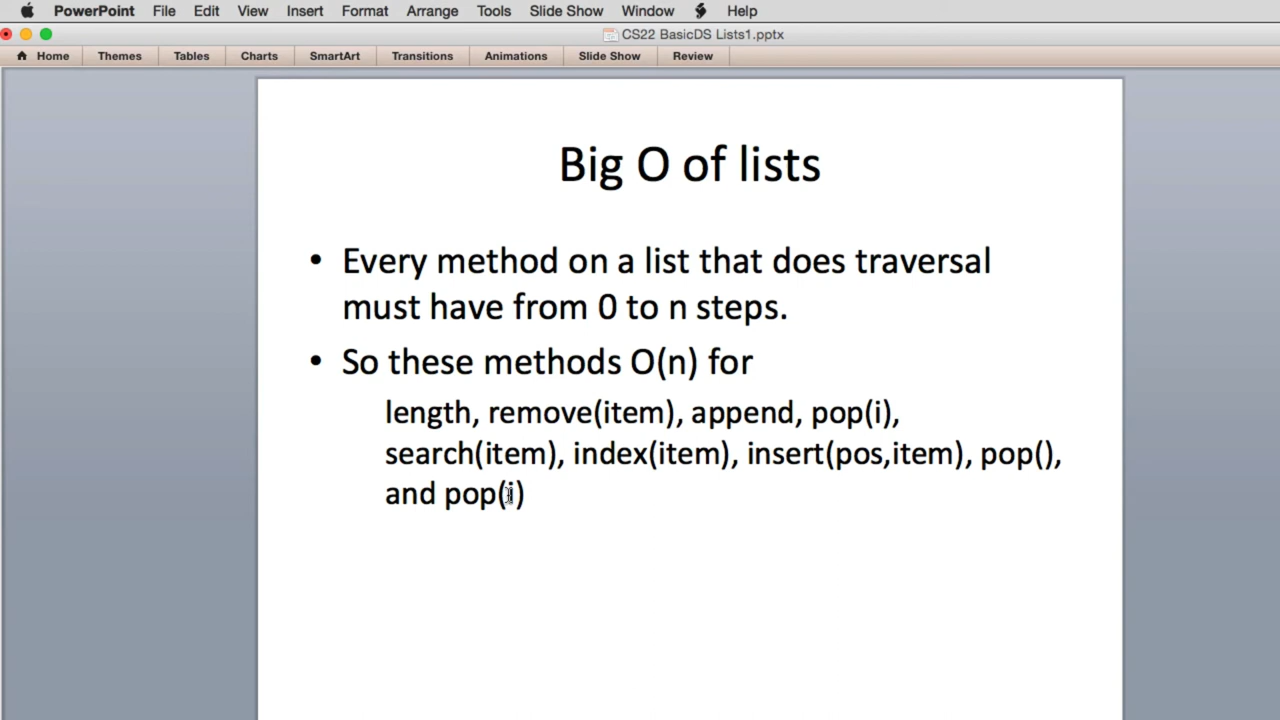 PowerPoint File Edit View Insert Format Arrange Tools Slide Show Window Help
CS22 BasicDS Lists1.pptx
Home Themes Tables Charts SmartArt Transitions Animations Slide Show Review
Big O of lists
• Every method on a list that does traversal
must have from 0 to n steps.
• So these methods O(n) for
length, remove(item), append, pop(i),
search(item), index(item), insert(pos,item), pop(),
and pop(i)